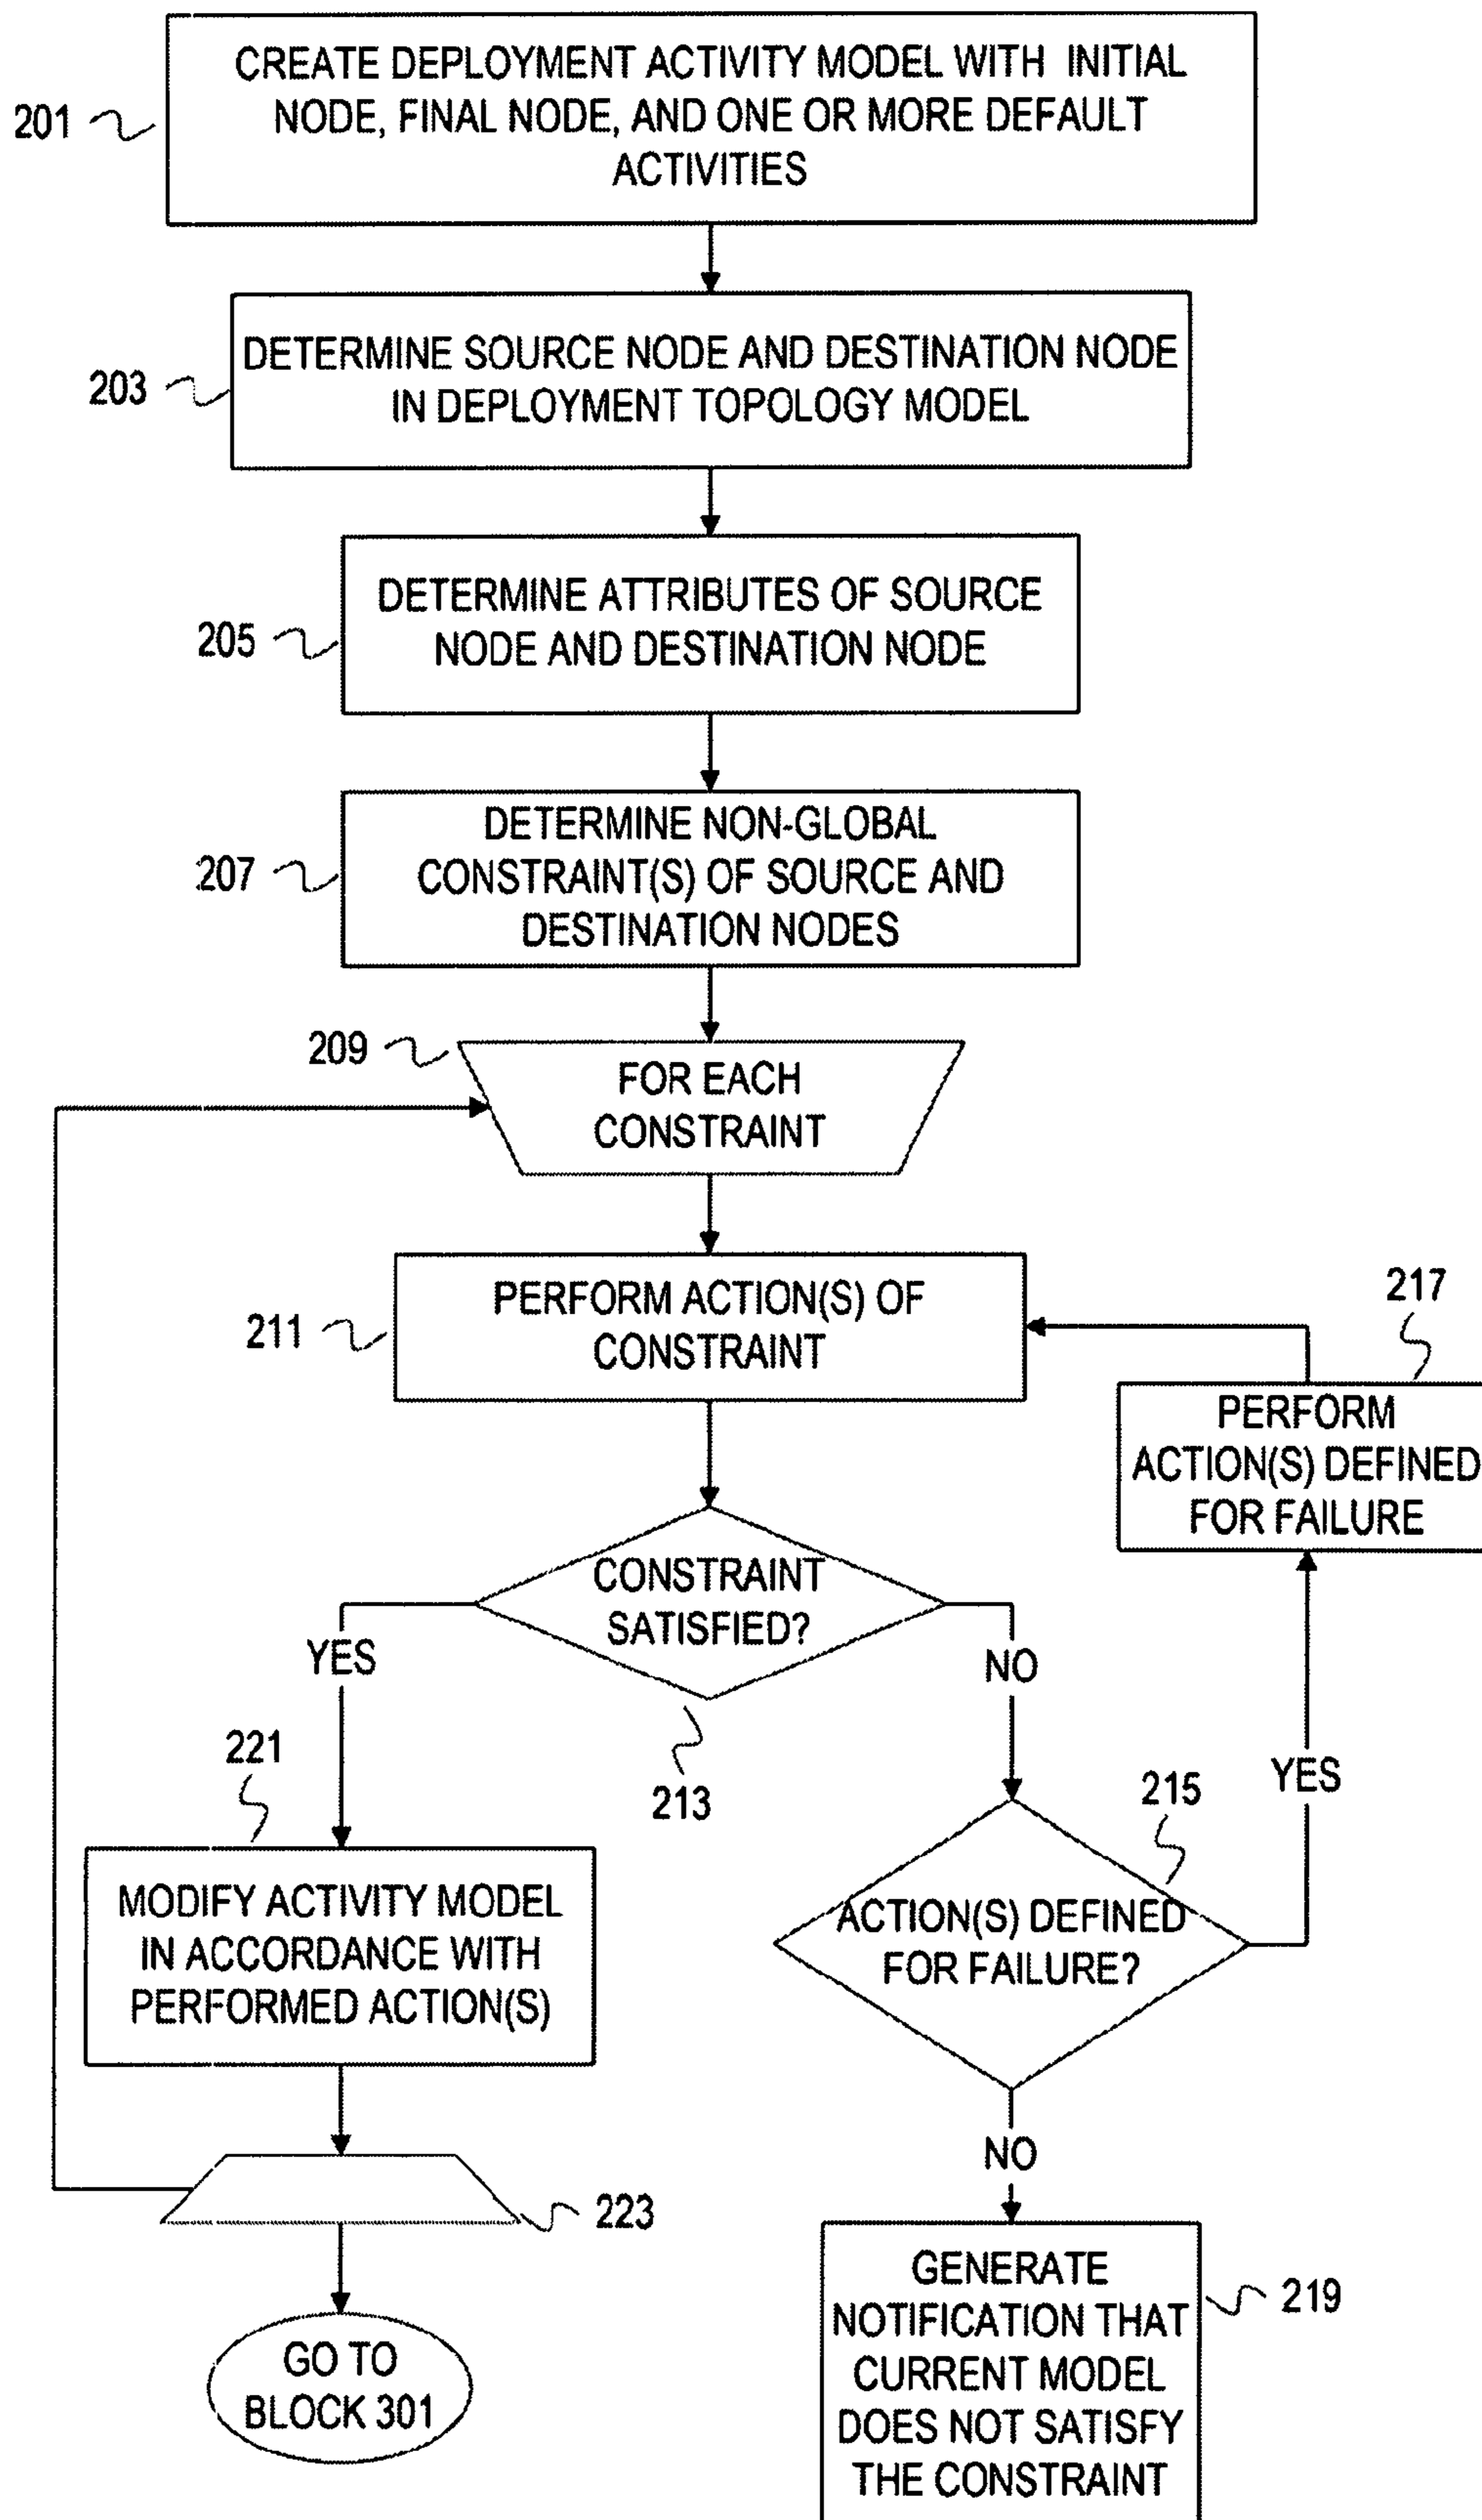 201
CREATE DEPLOYMENT ACTIVITY MODEL WITH INITIAL
NODE, FINAL NODE, AND ONE OR MORE DEFAULT
ACTIVITIES
203
DETERMINE SOURCE NODE AND DESTINATION NODE
IN DEPLOYMENT TOPOLOGY MODEL
205
DETERMINE ATTRIBUTES OF SOURCE
NODE AND DESTINATION NODE
207
DETERMINE NON-GLOBAL
CONSTRAINT(S) OF SOURCE AND
DESTINATION NODES
209
FOR EACH
CONSTRAINT
211
PERFORM ACTION(S) OF
CONSTRAINT
217
PERFORM
ACTION(S) DEFINED
FOR FAILURE
CONSTRAINT
SATISFIED?
213
YES
NO
221
MODIFY ACTIVITY MODEL
IN ACCORDANCE WITH
PERFORMED ACTION(S)
215
ACTION(S) DEFINED
FOR FAILURE?
YES
NO
223
GO TO
BLOCK 301
219
GENERATE
NOTIFICATION THAT
CURRENT MODEL
DOES NOT SATISFY
THE CONSTRAINT